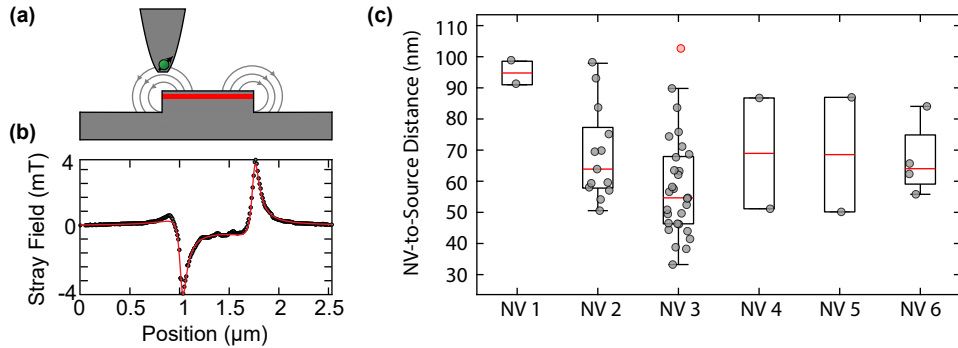 (a)
(b)
Stray Field (mT)
4
0
-4
0
0.5
1
1.5
2
2.5
Position (µm)
(c)
NV-to-Source Distance (nm)
110
100
90
80
70
60
50
40
30
NV 1
NV 2
NV 3
NV 4
NV 5
NV 6